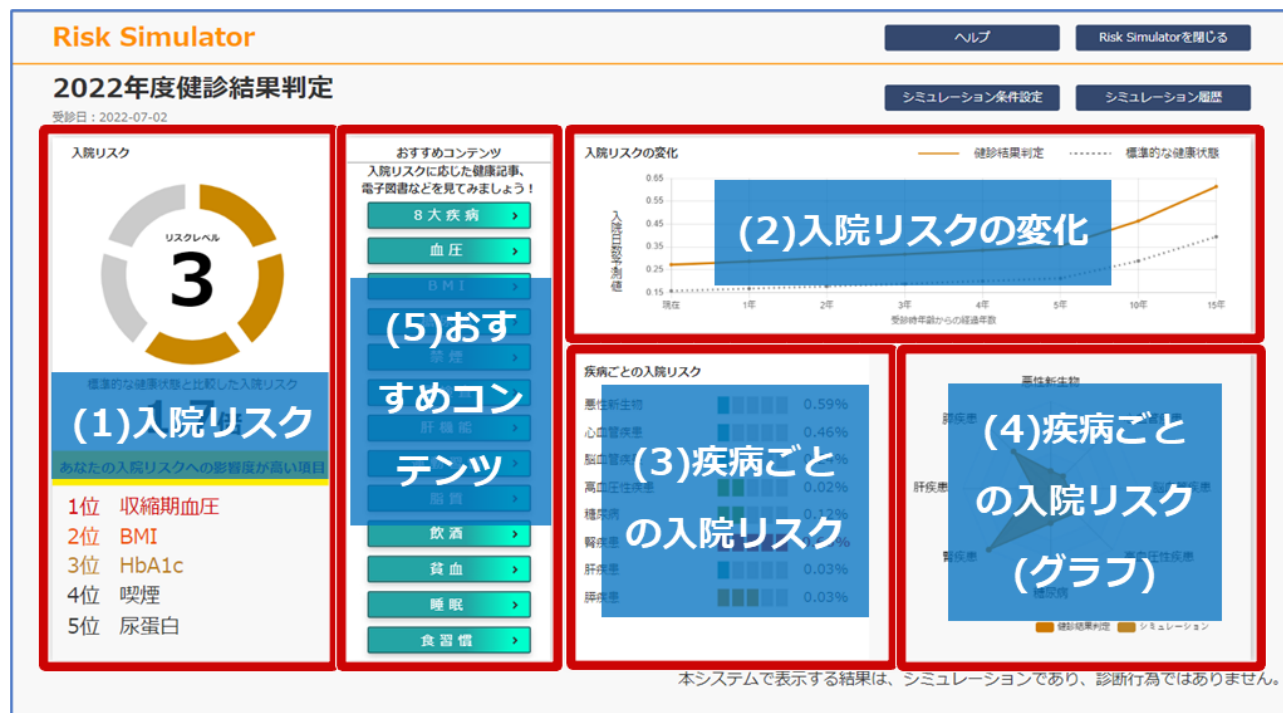 Risk Simulator
ヘルプ
Risk Simulatorを閉じる
2022年度健診結果判定
受診日：2022-07-02
シミュレーション条件設定
シミュレーション履歴
入院リスク
リスクレベル
3
標準的な健康状態と比較した入院リスク
(1)入院リスク
あなたの入院リスクへの影響度が高い項目
1位 収縮期血圧
2位 BMI
3位 HbA1c
4位 喫煙
5位 尿蛋白
おすすめコンテンツ
入院リスクに応じた健康記事、
電子図書などを見てみましょう！
8大疾病
血圧
BMI
(5)おす
禁煙
すめコン
肝機能
テンツ
脂質
飲酒
貧血
睡眠
食習慣
入院リスクの変化
健診結果判定
標準的な健康状態
(2)入院リスクの変化
入院日数予測値
0.65
0.55
0.45
0.35
0.25
0.15
現在 1年 2年 3年 4年 5年 10年 15年
受診時年齢からの経過年数
疾病ごとの入院リスク
悪性新生物 0.59%
心血管疾患 0.46%
脳血管疾患
高血圧性疾患 0.02%
糖尿病 0.12%
腎疾患
肝疾患 0.03%
膵疾患 0.03%
(3)疾病ごと
の入院リスク
悪性新生物
膵疾患
肝疾患
脳血管疾患
腎疾患
高血圧性疾患
糖尿病
(4)疾病ごと
の入院リスク
(グラフ)
健診結果判定
シミュレーション
本システムで表示する結果は、シミュレーションであり、診断行為ではありません。